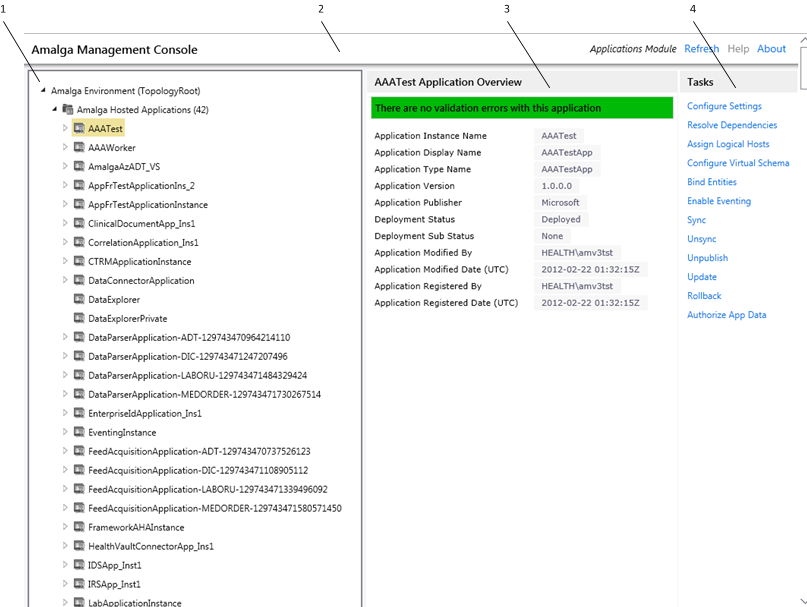 1 2 3 4
Amalga Management Console
Applications Module Refresh Help About
Amalga Environment (TopologyRoot)
Amalga Hosted Applications (42)
AAATest
AAAWorker
AmalgaAzADT_VS
AppFrTestApplicationIns_2
AppFrTestApplicationInstance
ClinicalDocumentApp_Ins1
CorrelationApplication_Ins1
CTRMApplicationInstance
DataConnectorApplication
DataExplorer
DataExplorerPrivate
DataParserApplication-ADT-129743470964214110
DataParserApplication-DIC-129743471247207496
DataParserApplication-LABORU-129743471484329424
DataParserApplication-MEDORDER-129743471730267514
EnterpriseIdApplication_Ins1
EventingInstance
FeedAcquisitionApplication-ADT-129743470737526123
FeedAcquisitionApplication-DIC-129743471108905112
FeedAcquisitionApplication-LABORU-129743471339496092
FeedAcquisitionApplication-MEDORDER-129743471580571450
FrameworkAHAInstance
HealthVaultConnectorApp_Ins1
IDSApp_Inst1
IRSApp_Inst1
LabApplicationInstance
AAATest Application Overview
There are no validation errors with this application
Application Instance Name AAATest
Application Display Name AAATestApp
Application Type Name AAATestApp
Application Version 1.0.0.0
Application Publisher Microsoft
Deployment Status Deployed
Deployment Sub Status None
Application Modified By HEALTH\amv3tst
Application Modified Date (UTC) 2012-02-22 01:32:15Z
Application Registered By HEALTH\amv3tst
Application Registered Date (UTC) 2012-02-22 01:32:15Z
Tasks
Configure Settings
Resolve Dependencies
Assign Logical Hosts
Configure Virtual Schema
Bind Entities
Enable Eventing
Sync
Unsync
Unpublish
Update
Rollback
Authorize App Data